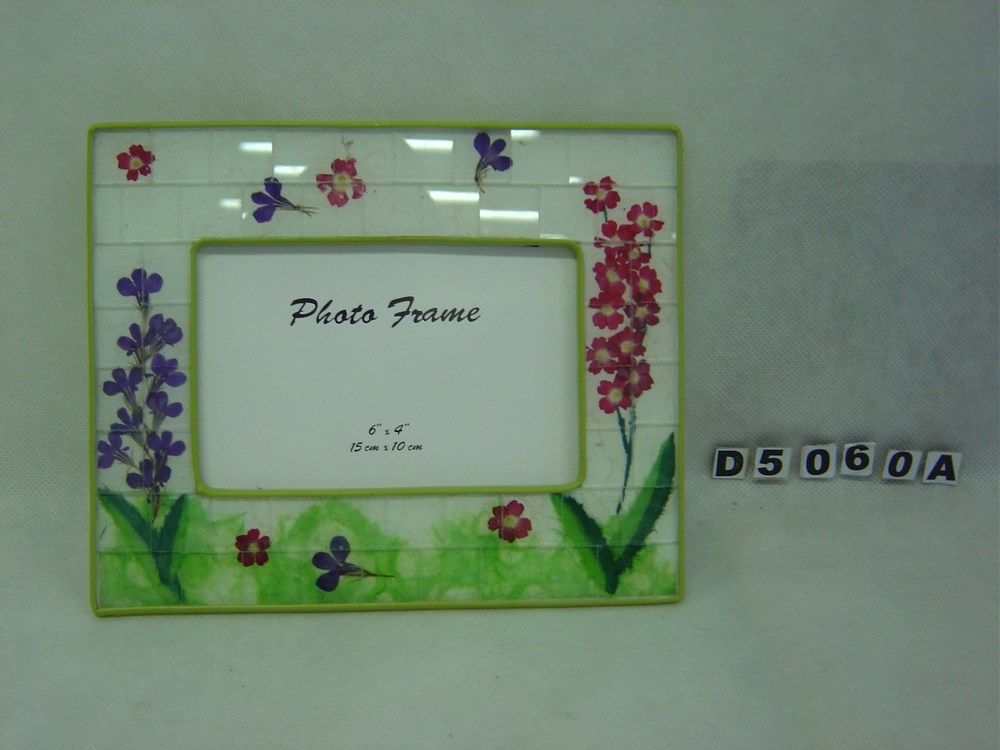 Photo Frame
6" x 4"
15 cm x 10 cm
D5060A